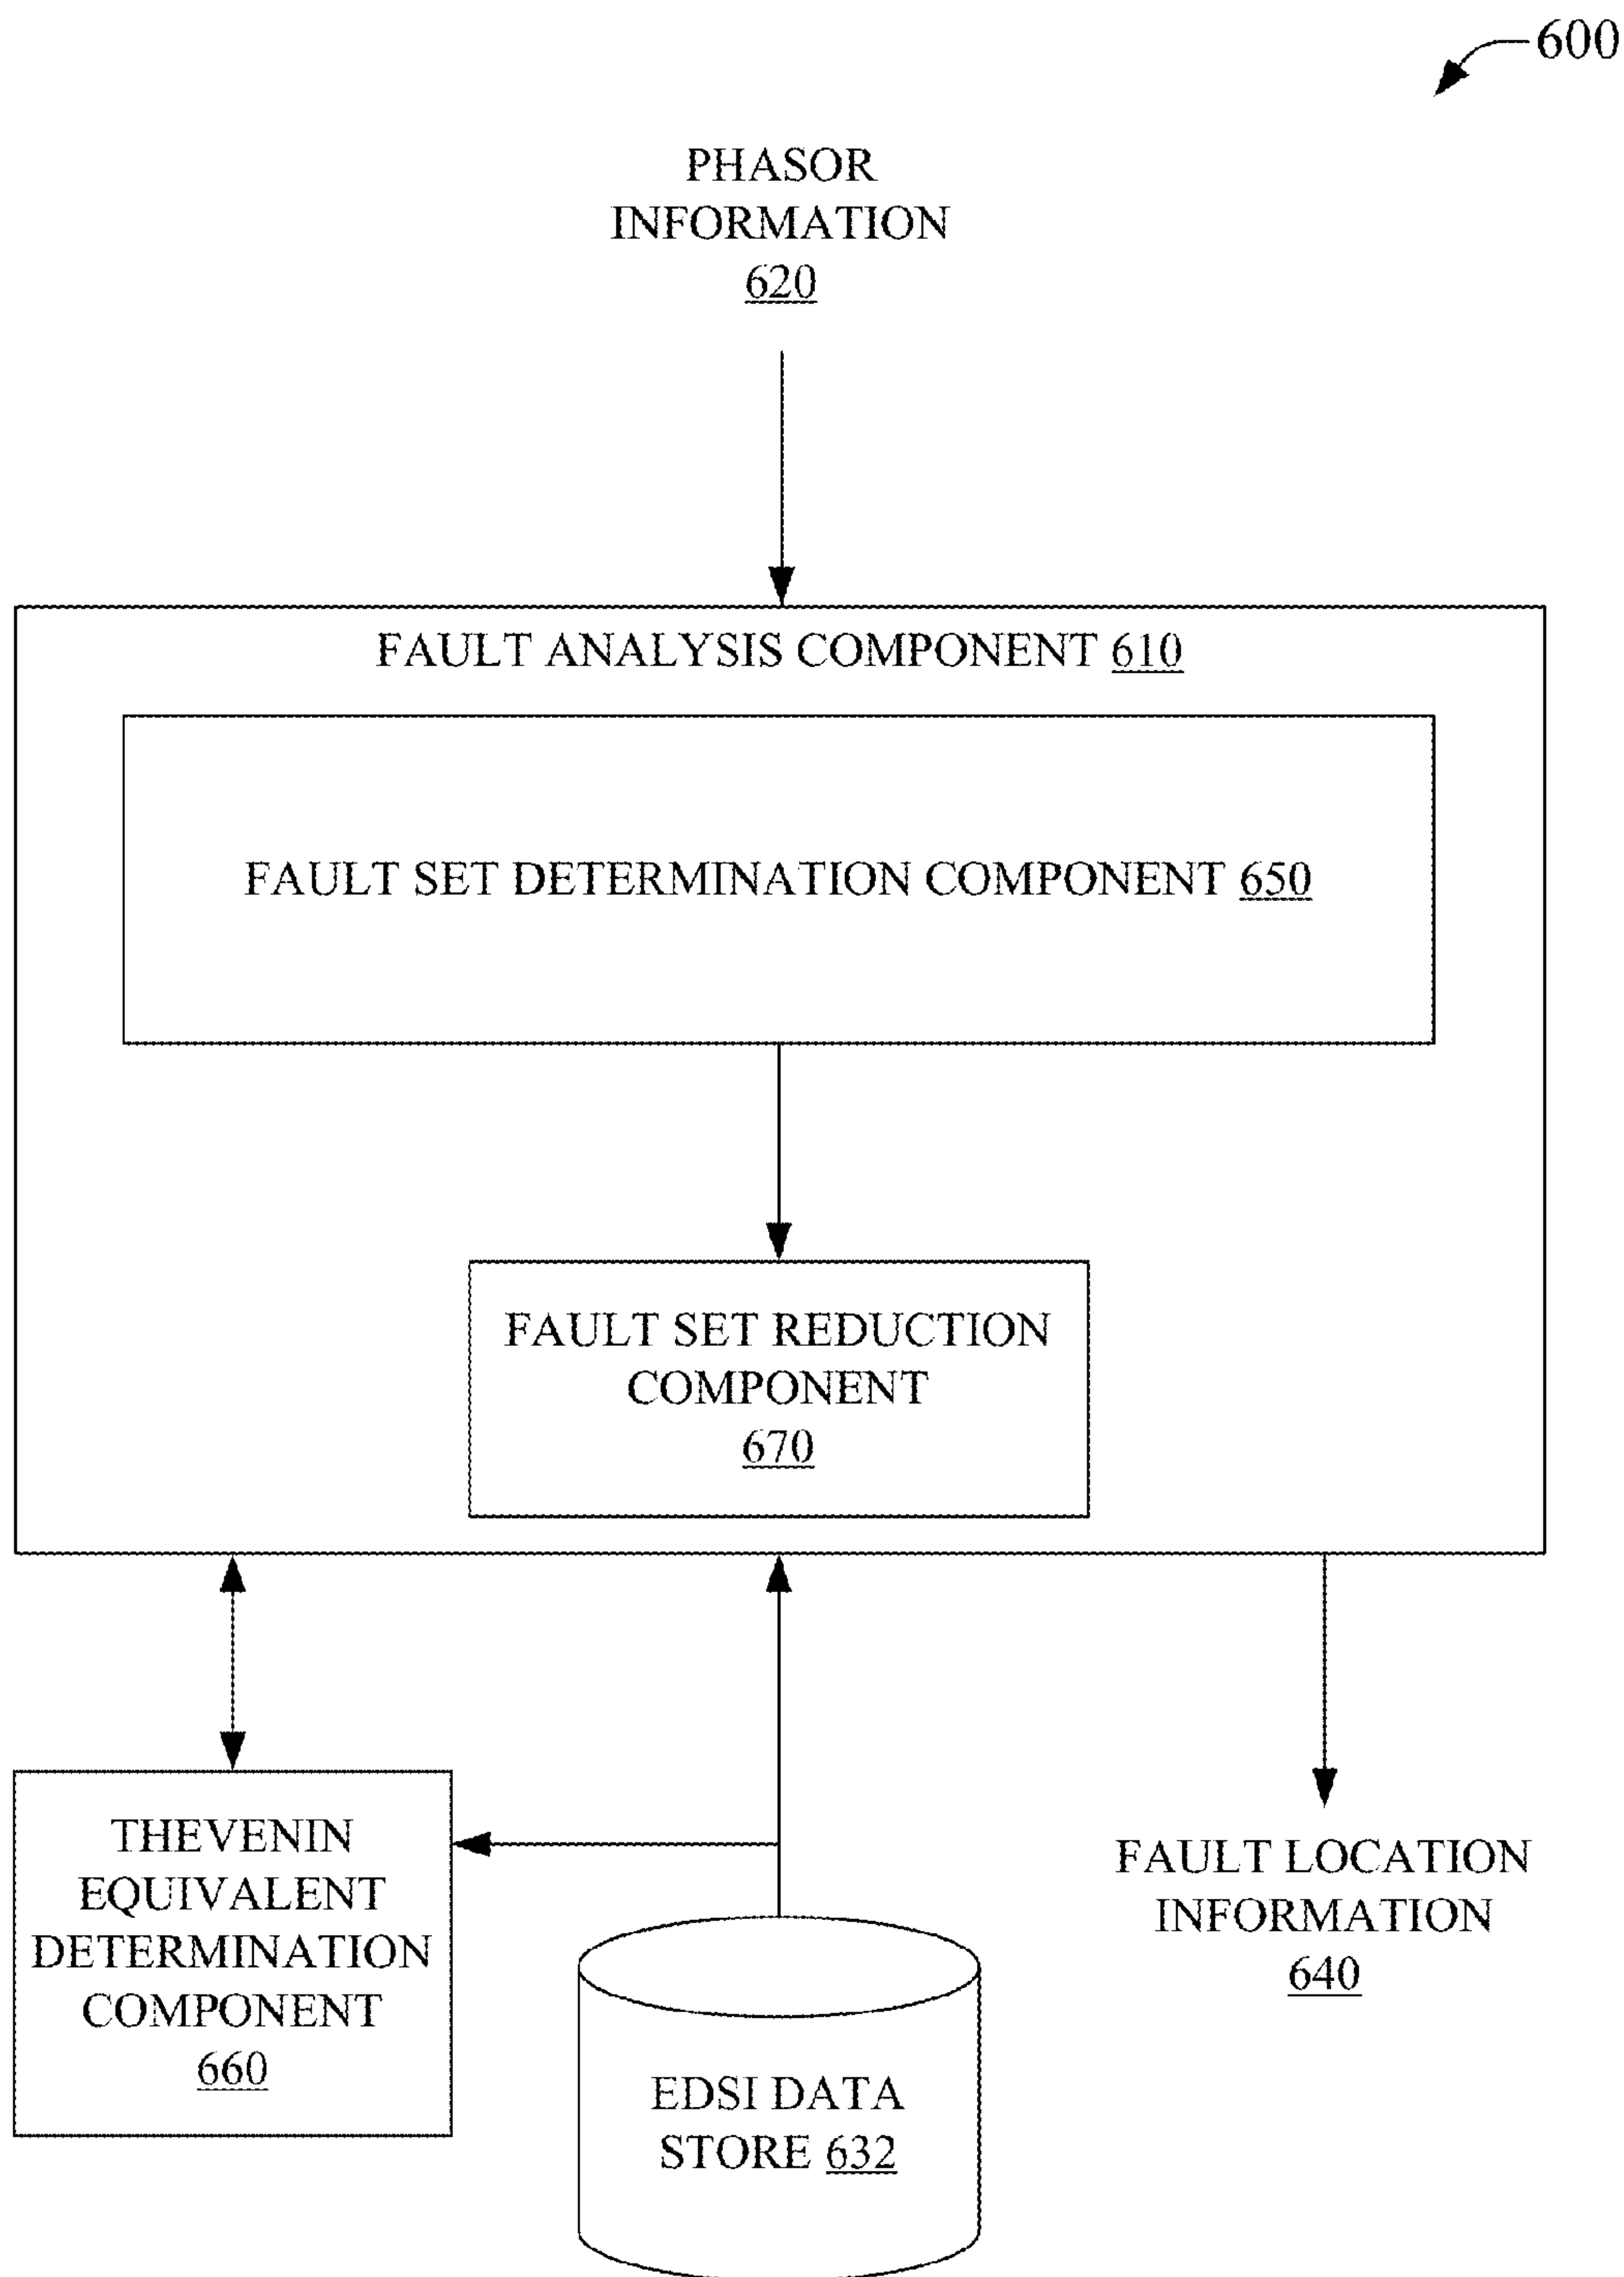 600
PHASOR
INFORMATION
620
FAULT ANALYSIS COMPONENT 610
FAULT SET DETERMINATION COMPONENT 650
FAULT SET REDUCTION
COMPONENT
670
THEVENIN
EQUIVALENT
DETERMINATION
COMPONENT
660
EDSI DATA
STORE 632
FAULT LOCATION
INFORMATION
640